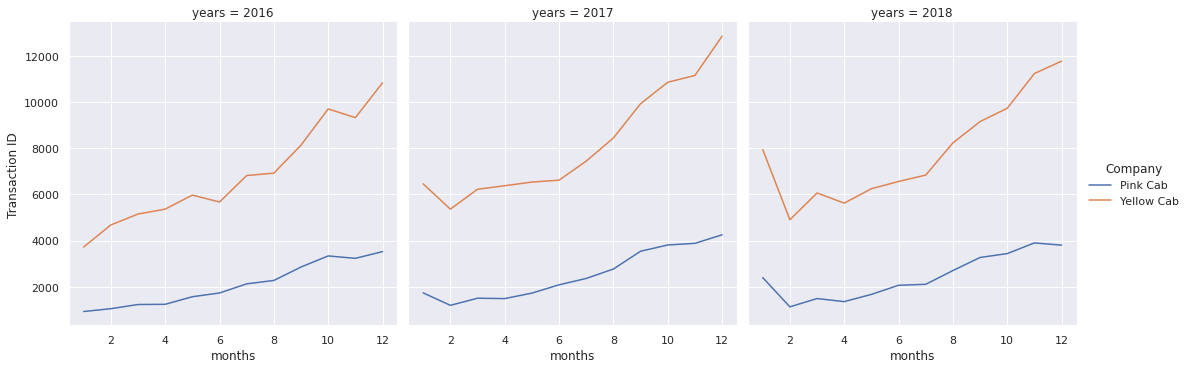 years = 2016
years = 2017
years = 2018
12000
10000
8000
6000
4000
2000
Transaction ID
2 4 6 8 10 12
2 4 6 8 10 12
2 4 6 8 10 12
months
months
months
Company
Pink Cab
Yellow Cab